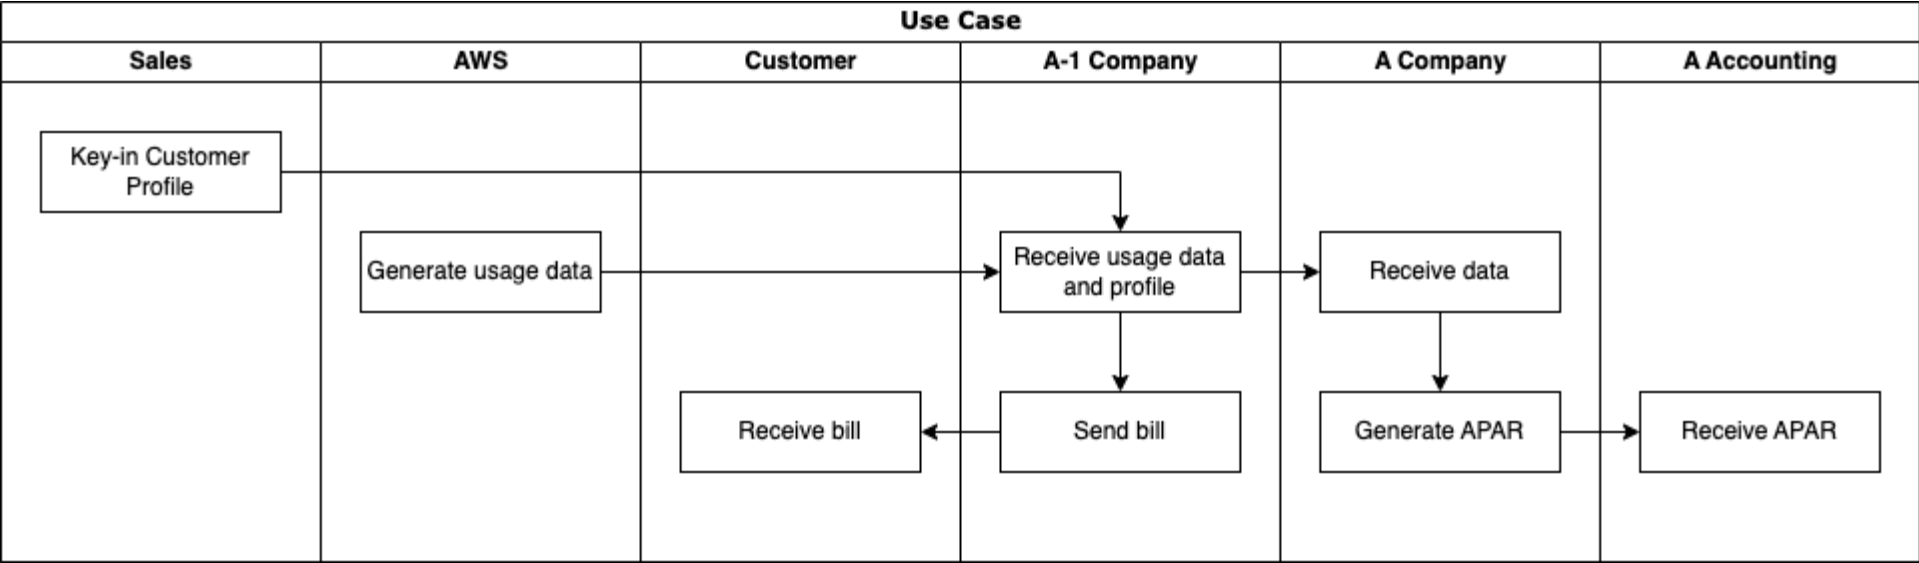 Use Case
Sales
AWS
Customer
A-1 Company
A Company
A Accounting
Key-in Customer
Profile
Generate usage data
Receive usage data
and profile
Receive data
Receive bill
Send bill
Generate APAR
Receive APAR